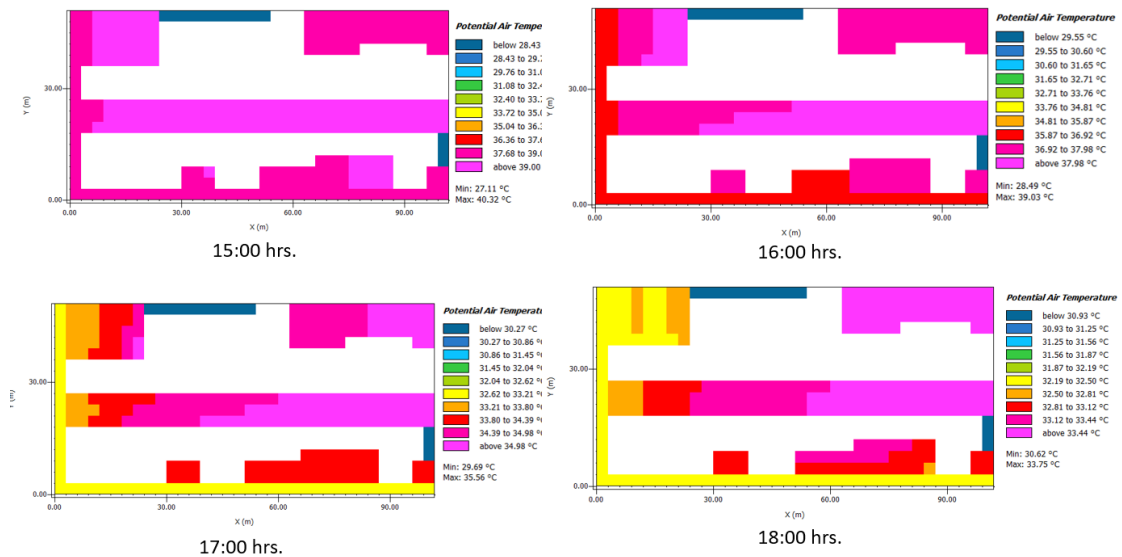 Potential Air Tempe
below 28.43
28.43 to 29.
29.76 to 31.0
31.08 to 32.4
32.40 to 33.
33.72 to 35.0
35.04 to 36.
36.36 to 37.6
37.68 to 39.0
above 39.00
Min: 27.11 °C
Max: 40.32 °C
Y (m)
30.00
0.00
0.00 30.00 60.00 90.00
X (m)
15:00 hrs.
Potential Air Temperature
below 29.55 °C
29.55 to 30.60 °C
30.60 to 31.65 °C
31.65 to 32.71 °C
32.71 to 33.76 °C
33.76 to 34.81 °C
34.81 to 35.87 °C
35.87 to 36.92 °C
36.92 to 37.98 °C
above 37.98 °C
Min: 28.49 °C
Max: 39.03 °C
Y (m)
30.00
0.00
0.00 30.00 60.00 90.00
X (m)
16:00 hrs.
Potential Air Temperatu
below 30.27 °C
30.27 to 30.86 °
30.86 to 31.45 °
31.45 to 32.04 °
32.04 to 32.62 °
32.62 to 33.21 °
33.21 to 33.80 °
33.80 to 34.39 °
34.39 to 34.98 °
above 34.98 °C
Min: 29.69 °C
Max: 35.56 °C
(m)
30.00
0.00
0.00 30.00 60.00 90.00
X (m)
17:00 hrs.
Potential Air Temperature
below 30.93 °C
30.93 to 31.25 °C
31.25 to 31.56 °C
31.56 to 31.87 °C
31.87 to 32.19 °C
32.19 to 32.50 °C
32.50 to 32.81 °C
32.81 to 33.12 °C
33.12 to 33.44 °C
above 33.44 °C
Min: 30.62 °C
Max: 33.75 °C
Y (m)
30.00
0.00
0.00 30.00 60.00 90.00
X (m)
18:00 hrs.